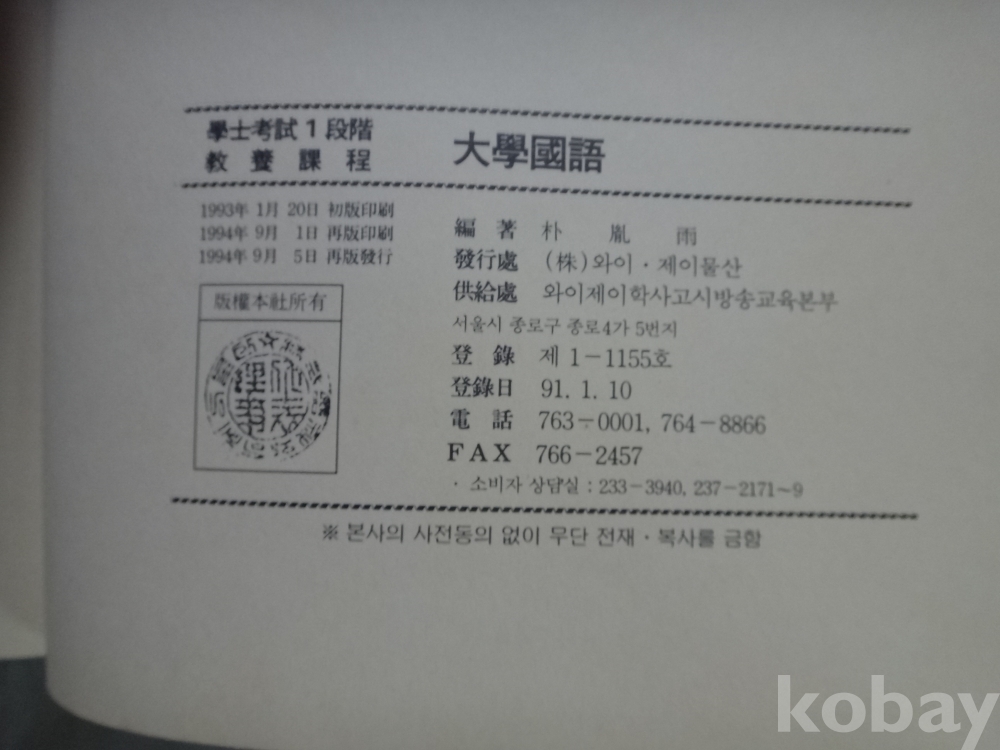 學士考試 1 段階
敎養課程
大學國語
1993年 1月 20日 初版印刷
1994年 9月 1日 再版印刷
1994年 9月 5日 再版發行
版權本社所有
編著 朴胤雨
發行處 (株)와이·제이물산
供給處 와이제이학사고시방송교육본부
서울시 종로구 종로4가 5번지
登錄 제 1-1155호
登錄日 91. 1. 10
電話 763-0001, 764-8866
FAX 766-2457
· 소비자 상담실 : 233-3940, 237-2171~9
※ 본사의 사전동의 없이 무단 전재·복사를 금함
kobay